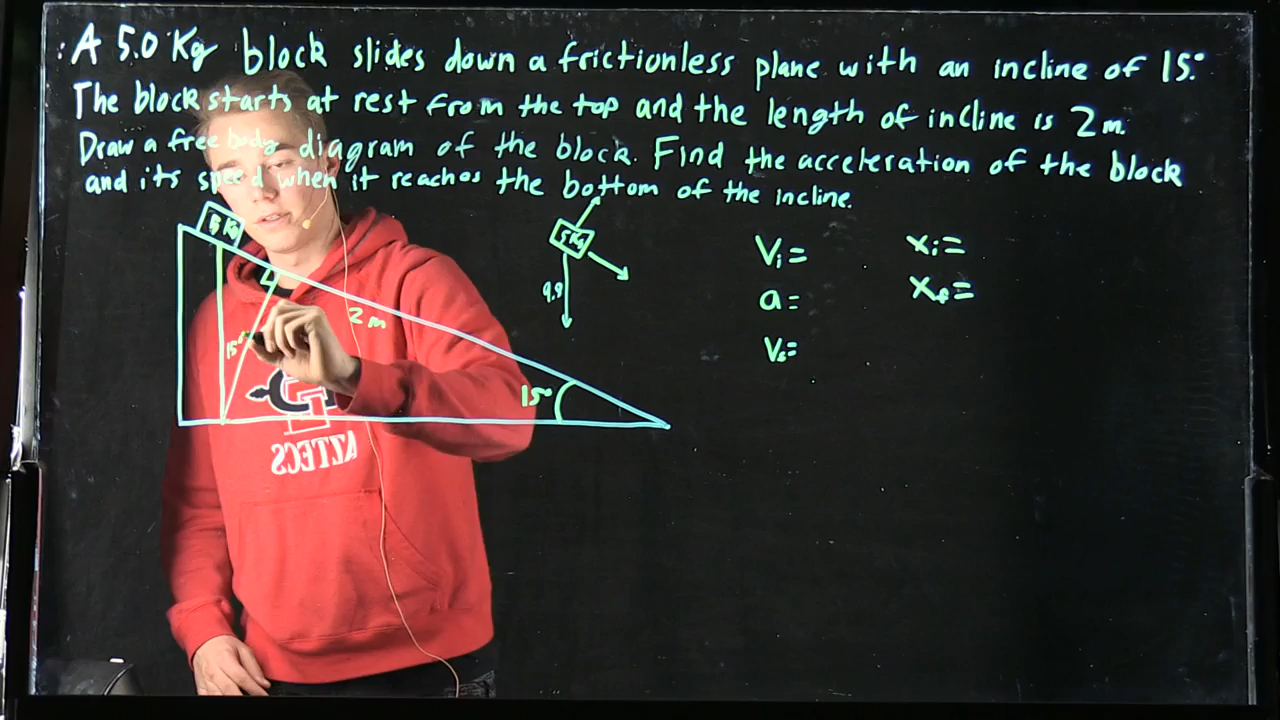 A 5.0 Kg block slides down a frictionless plane with an incline of 15°.
The block starts at rest from the top and the length of incline is 2 m.
Draw a free body diagram of the block. Find the acceleration of the block
and its speed when it reaches the bottom of the incline.
5 Kg
5 Kg
Vi =
xi =
9.8
a =
xf =
2 m
15°
Vf =
15°
AZTECS